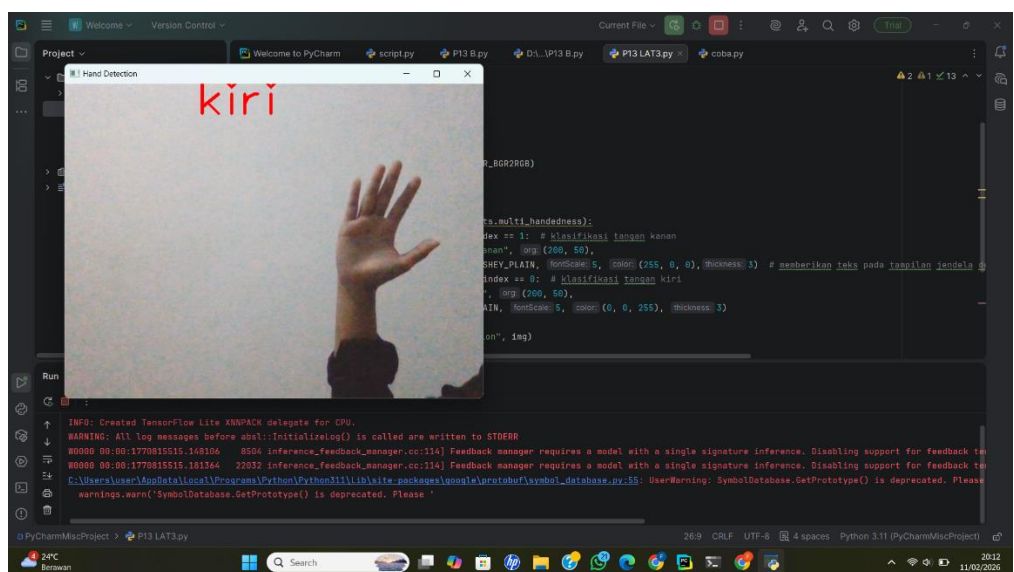 Welcome Version Control Current File Trial
Project Welcome to PyCharm script.py P13 B.py D:\...\P13 B.py P13 LAT3.py coba.py
Hand Detection
2 1 13
kiri
R_BGR2RGB)
ts.multi_handedness):
dex == 1: # klasifikasi tangan kanan
anan", org: (200, 50),
SHEY_PLAIN, fontScale: 5, color: (255, 0, 0), thickness: 3) # memberikan teks pada tampilan jendela de
index == 0: # klasifikasi tangan kiri
", org: (200, 50),
AIN, fontScale: 5, color: (0, 0, 255), thickness: 3)
ion", img)
Run
INFO: Created TensorFlow Lite XNNPACK delegate for CPU.
WARNING: All log messages before absl::InitializeLog() is called are written to STDERR
W0000 00:00:1770815515.148106 8504 inference_feedback_manager.cc:114] Feedback manager requires a model with a single signature inference. Disabling support for feedback te
W0000 00:00:1770815515.181364 22032 inference_feedback_manager.cc:114] Feedback manager requires a model with a single signature inference. Disabling support for feedback te
C:\Users\user\AppData\Local\Programs\Python\Python311\Lib\site-packages\google\protobuf\symbol_database.py:55: UserWarning: SymbolDatabase.GetPrototype() is deprecated. Please
warnings.warn('SymbolDatabase.GetPrototype() is deprecated. Please '
PyCharmMiscProject > P13 LAT3.py 26:9 CRLF UTF-8 4 spaces Python 3.11 (PyCharmMiscProject)
4 24°C
Berawan
Search
20:12
11/02/2026